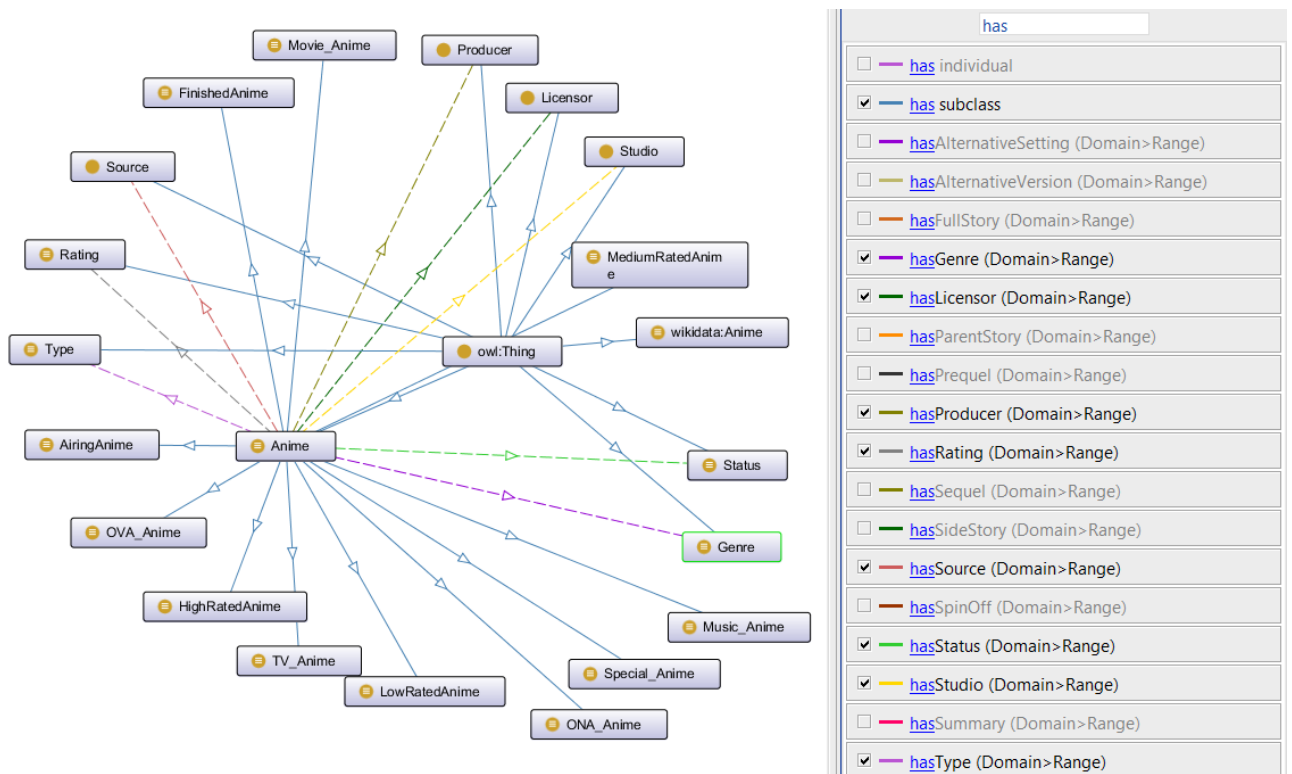 Movie_Anime
Producer
FinishedAnime
Licensor
Studio
Source
Rating
MediumRatedAnim
e
wikidata:Anime
Type
owl:Thing
AiringAnime
Anime
Status
OVA_Anime
Genre
HighRatedAnime
Music_Anime
TV_Anime
Special_Anime
LowRatedAnime
ONA_Anime
has
has individual
has subclass
hasAlternativeSetting (Domain>Range)
hasAlternativeVersion (Domain>Range)
hasFullStory (Domain>Range)
hasGenre (Domain>Range)
hasLicensor (Domain>Range)
hasParentStory (Domain>Range)
hasPrequel (Domain>Range)
hasProducer (Domain>Range)
hasRating (Domain>Range)
hasSequel (Domain>Range)
hasSideStory (Domain>Range)
hasSource (Domain>Range)
hasSpinOff (Domain>Range)
hasStatus (Domain>Range)
hasStudio (Domain>Range)
hasSummary (Domain>Range)
hasType (Domain>Range)